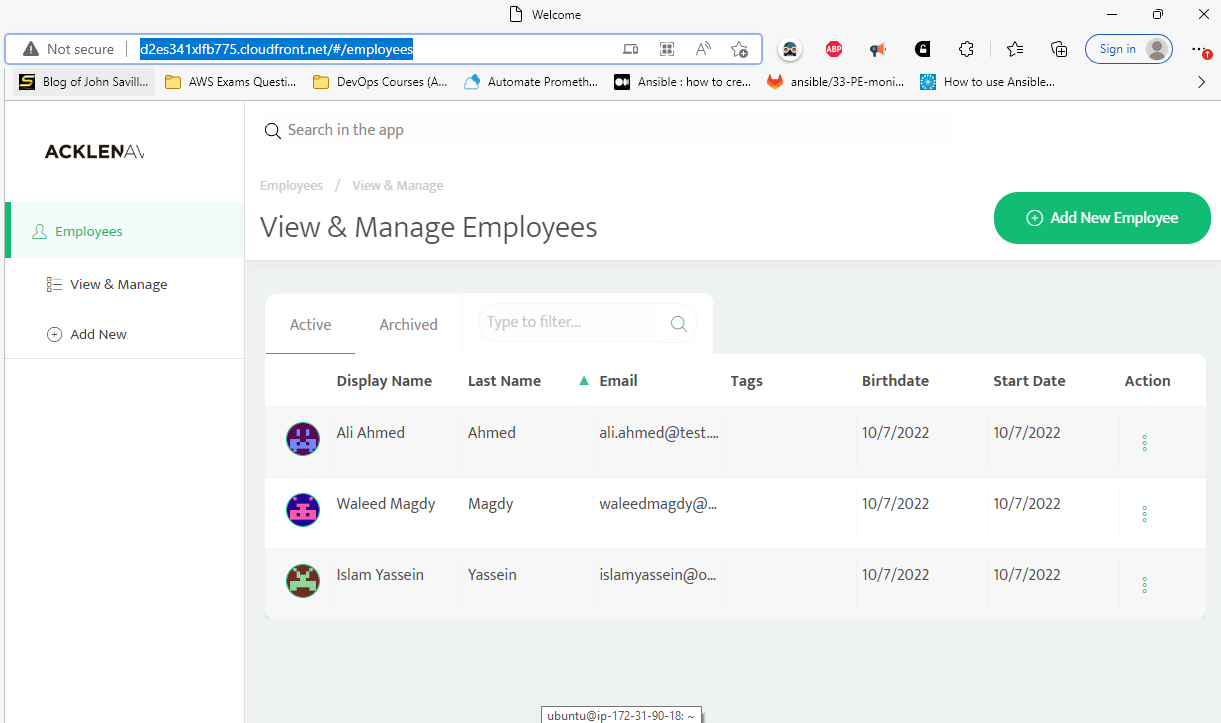 Welcome
Not secure
d2es341xlfb775.cloudfront.net/#/employees
ABP
Sign in
Blog of John Savill...
AWS Exams Questi...
DevOps Courses (A...
Automate Prometh...
Ansible : how to cre...
ansible/33-PE-moni...
How to use Ansible...
ACKLENAV
Search in the app
Employees / View & Manage
View & Manage Employees
Add New Employee
Employees
View & Manage
Add New
Active
Archived
Type to filter...
Display Name Last Name Email Tags Birthdate Start Date Action
Ali Ahmed Ahmed ali.ahmed@test.... 10/7/2022 10/7/2022
Waleed Magdy Magdy waleedmagdy@... 10/7/2022 10/7/2022
Islam Yassein Yassein islamyassein@o... 10/7/2022 10/7/2022
ubuntu@ip-172-31-90-18: ~